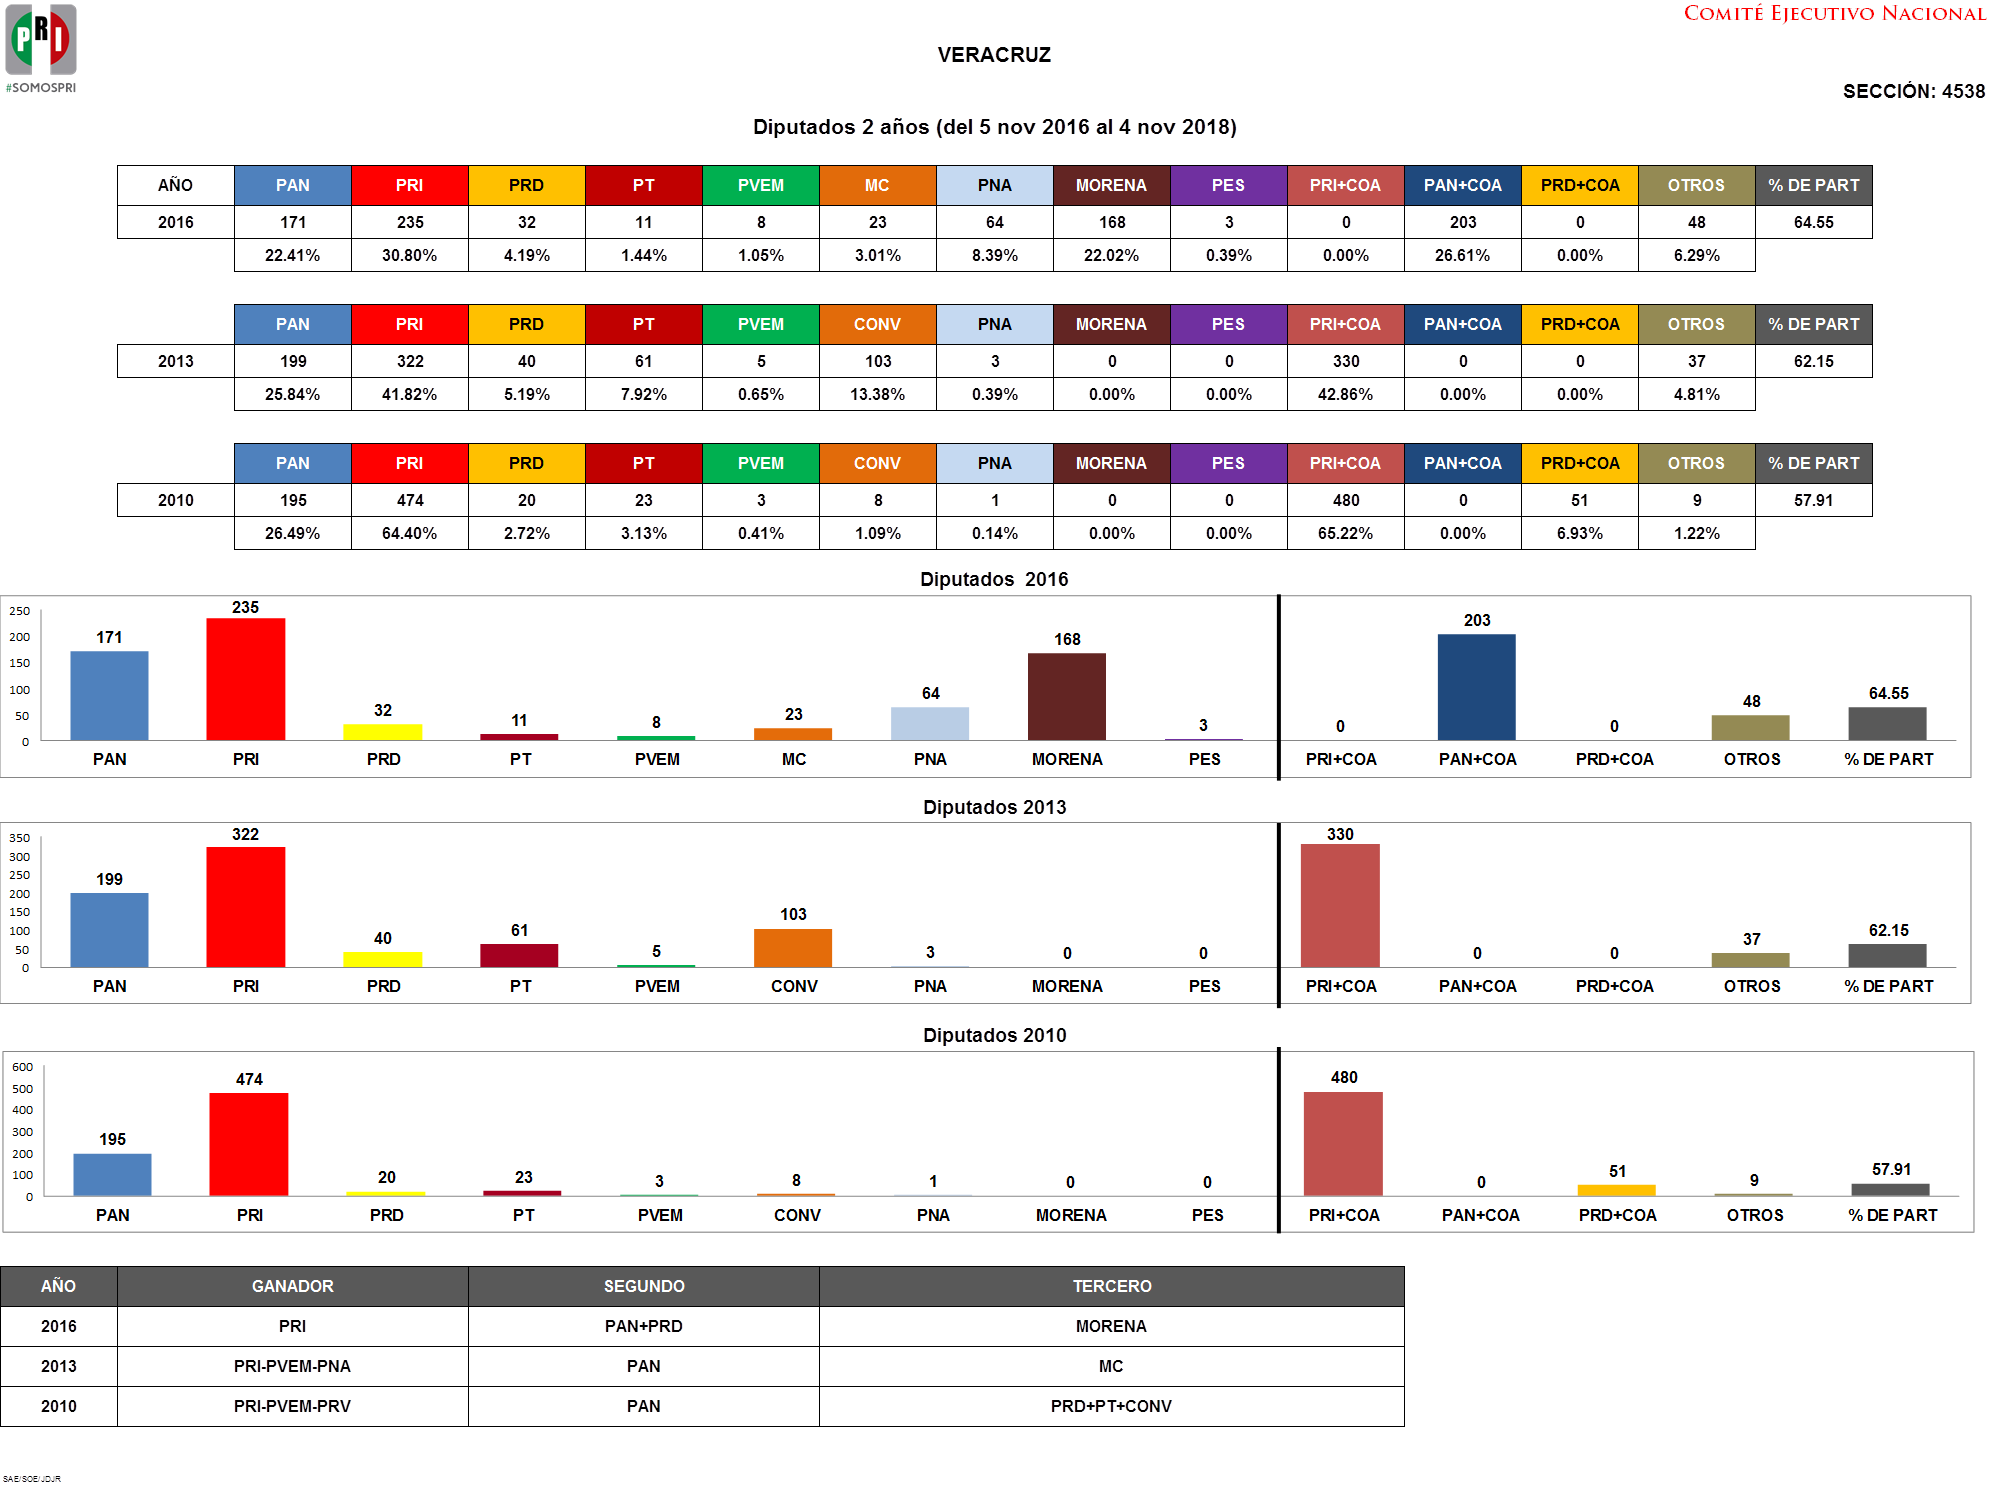 PRI
#SOMOSPRI
COMITÉ EJECUTIVO NACIONAL
VERACRUZ
SECCIÓN: 4538
Diputados 2 años (del 5 nov 2016 al 4 nov 2018)
AÑO PAN PRI PRD PT PVEM MC PNA MORENA PES PRI+COA PAN+COA PRD+COA OTROS % DE PART
2016 171 235 32 11 8 23 64 168 3 0 203 0 48 64.55
22.41% 30.80% 4.19% 1.44% 1.05% 3.01% 8.39% 22.02% 0.39% 0.00% 26.61% 0.00% 6.29%
PAN PRI PRD PT PVEM CONV PNA MORENA PES PRI+COA PAN+COA PRD+COA OTROS % DE PART
2013 199 322 40 61 5 103 3 0 0 330 0 0 37 62.15
25.84% 41.82% 5.19% 7.92% 0.65% 13.38% 0.39% 0.00% 0.00% 42.86% 0.00% 0.00% 4.81%
PAN PRI PRD PT PVEM CONV PNA MORENA PES PRI+COA PAN+COA PRD+COA OTROS % DE PART
2010 195 474 20 23 3 8 1 0 0 480 0 51 9 57.91
26.49% 64.40% 2.72% 3.13% 0.41% 1.09% 0.14% 0.00% 0.00% 65.22% 0.00% 6.93% 1.22%
Diputados 2016
250
200
150
100
50
0
171 235 32 11 8 23 64 168 3 0 203 0 48 64.55
PAN PRI PRD PT PVEM MC PNA MORENA PES PRI+COA PAN+COA PRD+COA OTROS % DE PART
Diputados 2013
350
300
250
200
150
100
50
0
199 322 40 61 5 103 3 0 0 330 0 0 37 62.15
PAN PRI PRD PT PVEM CONV PNA MORENA PES PRI+COA PAN+COA PRD+COA OTROS % DE PART
Diputados 2010
600
500
400
300
200
100
0
195 474 20 23 3 8 1 0 0 480 0 51 9 57.91
PAN PRI PRD PT PVEM CONV PNA MORENA PES PRI+COA PAN+COA PRD+COA OTROS % DE PART
AÑO GANADOR SEGUNDO TERCERO
2016 PRI PAN+PRD MORENA
2013 PRI-PVEM-PNA PAN MC
2010 PRI-PVEM-PRV PAN PRD+PT+CONV
SAE/SOE/JDJR